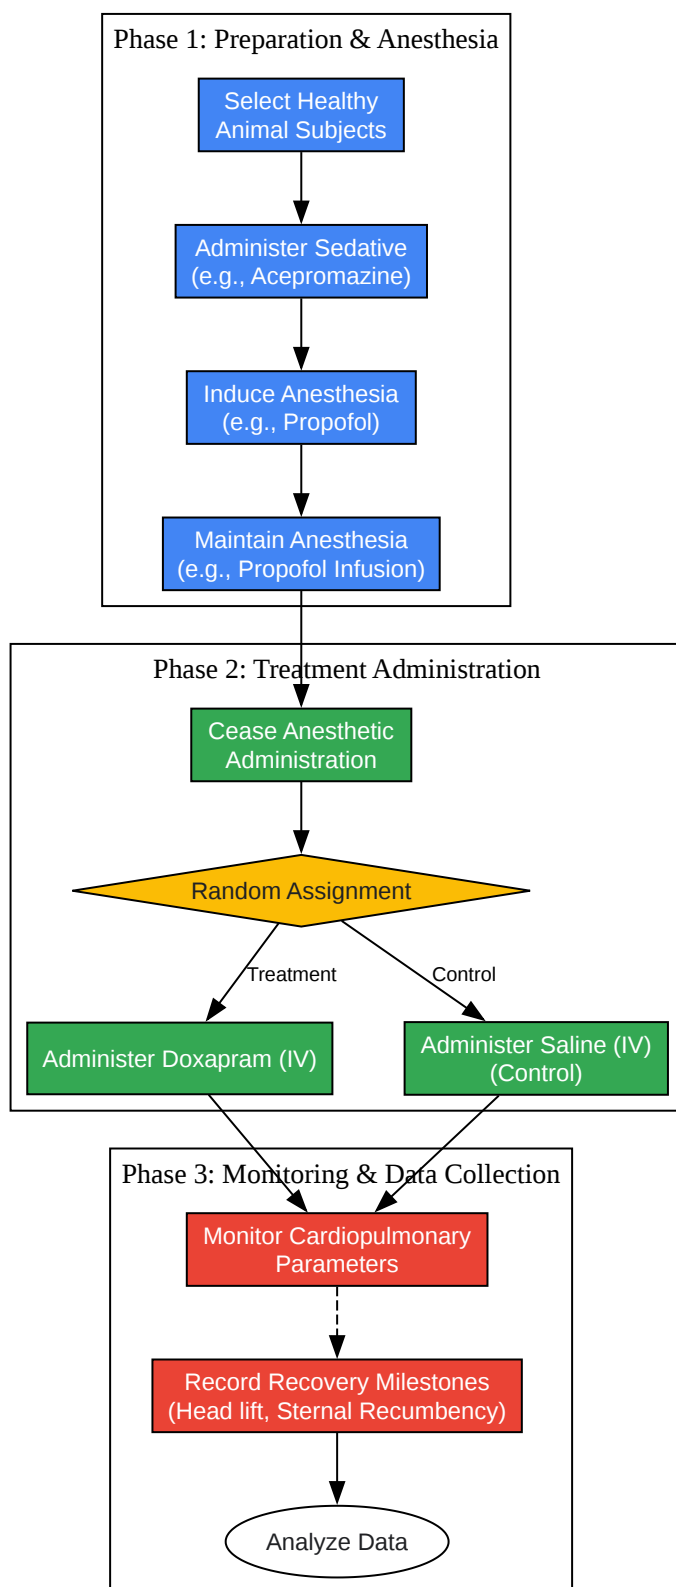 Phase 1: Preparation & Anesthesia
Select Healthy
Animal Subjects
Administer Sedative
(e.g., Acepromazine)
Induce Anesthesia
(e.g., Propofol)
Maintain Anesthesia
(e.g., Propofol Infusion)
Phase 2: Treatment Administration
Cease Anesthetic
Administration
Random Assignment
Treatment
Control
Administer Doxapram (IV)
Administer Saline (IV)
(Control)
Phase 3: Monitoring & Data Collection
Monitor Cardiopulmonary
Parameters
Record Recovery Milestones
(Head lift, Sternal Recumbency)
Analyze Data